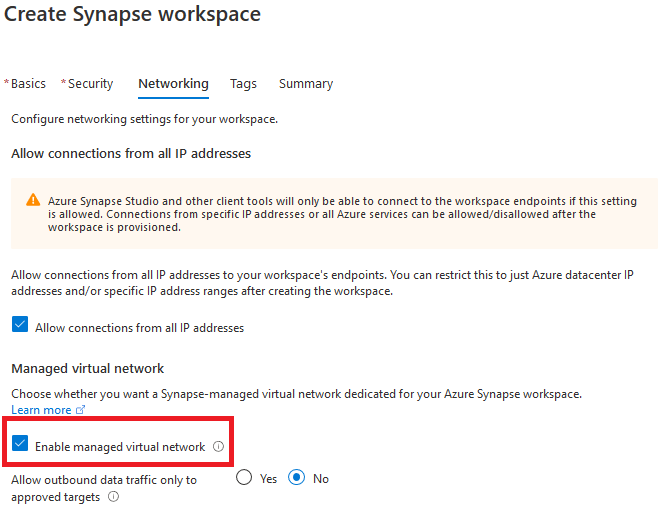 Create Synapse workspace
*Basics *Security Networking Tags Summary
Configure networking settings for your workspace.
Allow connections from all IP addresses
Azure Synapse Studio and other client tools will only be able to connect to the workspace endpoints if this setting
is allowed. Connections from specific IP addresses or all Azure services can be allowed/disallowed after the
workspace is provisioned.
Allow connections from all IP addresses to your workspace's endpoints. You can restrict this to just Azure datacenter IP
addresses and/or specific IP address ranges after creating the workspace.
Allow connections from all IP addresses
Managed virtual network
Choose whether you want a Synapse-managed virtual network dedicated for your Azure Synapse workspace.
Learn more
Enable managed virtual network
Allow outbound data traffic only to Yes No
approved targets